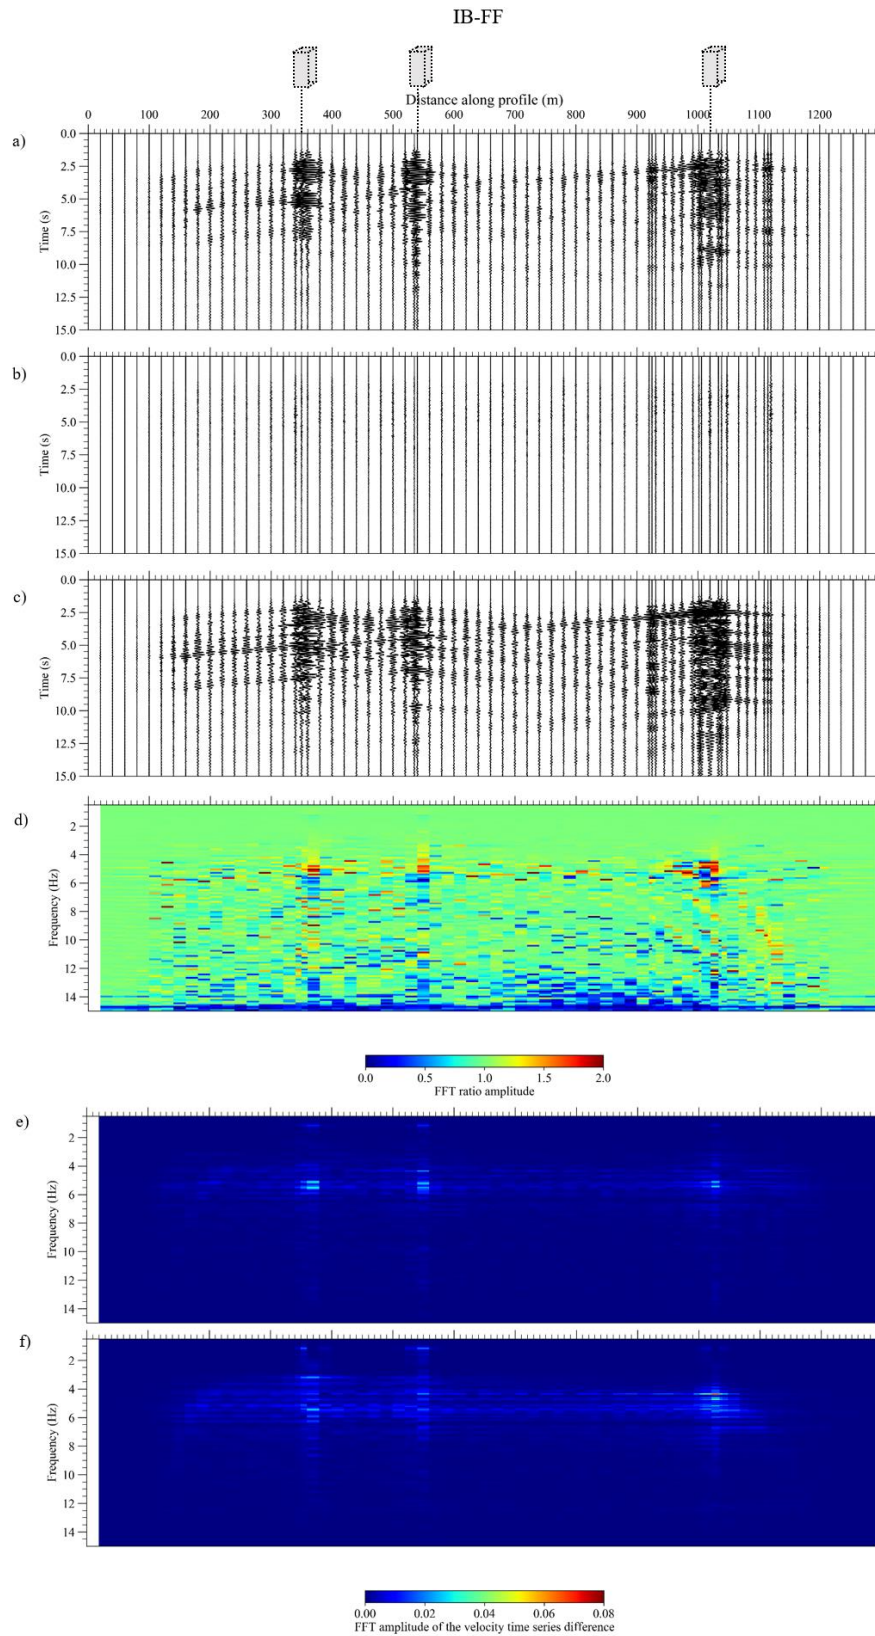 IB-FF
Distance along profile (m)
0 100 200 300 400 500 600 700 800 900 1000 1100 1200
a)
0.0
2.5
5.0
7.5
10.0
12.5
15.0
Time (s)
b)
0.0
2.5
5.0
7.5
10.0
12.5
15.0
Time (s)
c)
0.0
2.5
5.0
7.5
10.0
12.5
15.0
Time (s)
d)
2
4
6
8
10
12
14
Frequency (Hz)
0.0 0.5 1.0 1.5 2.0
FFT ratio amplitude
e)
2
4
6
8
10
12
14
Frequency (Hz)
f)
2
4
6
8
10
12
14
Frequency (Hz)
0.00 0.02 0.04 0.06 0.08
FFT amplitude of the velocity time series difference